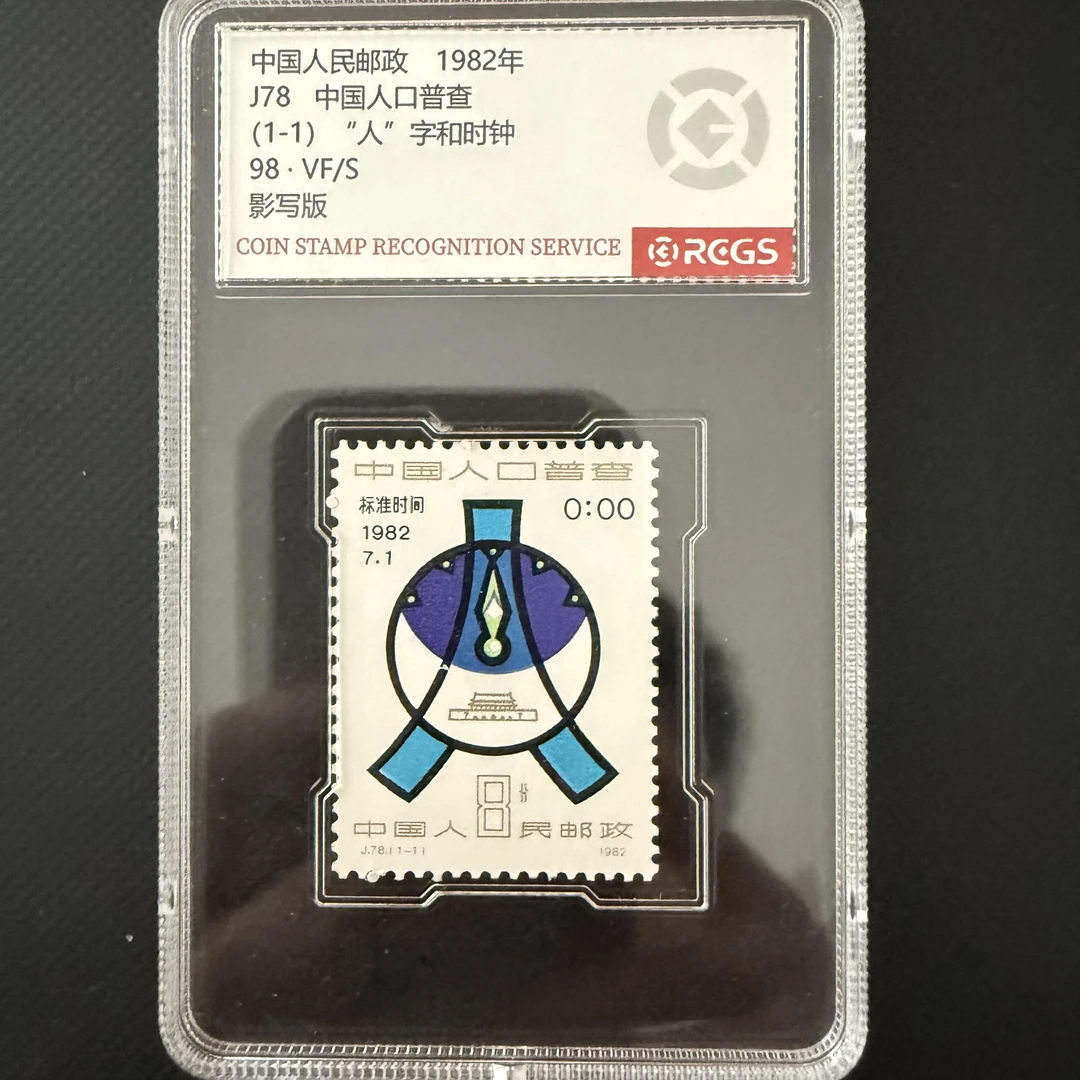 中国人民邮政 1982年
J78 中国人口普查
(1-1) “人”字和时钟
98·VF/S
影写版
COIN STAMP RECOGNITION SERVICE
RCGS
中国人口普查
标准时间
0:00
1982
7.1
8
八分
中国人民邮政
J.78.(1-1)
1982